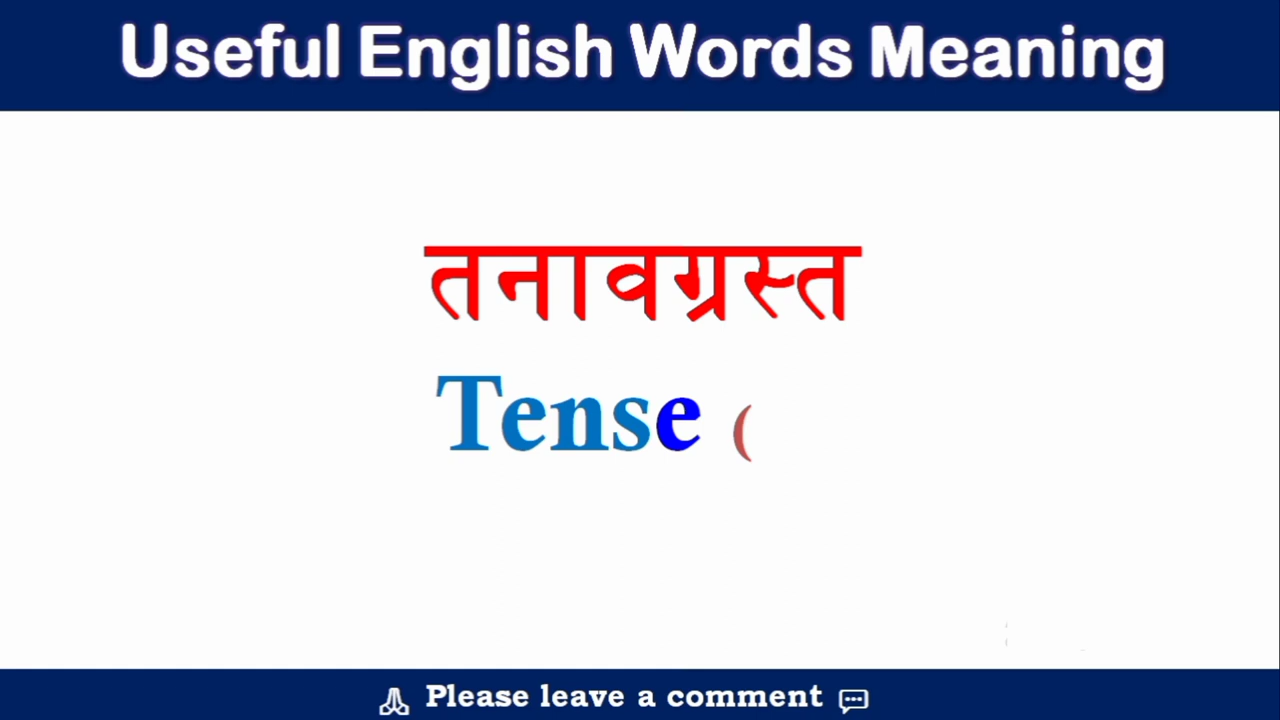 Useful English Words Meaning
तनावग्रस्त
Tense (
Please leave a comment